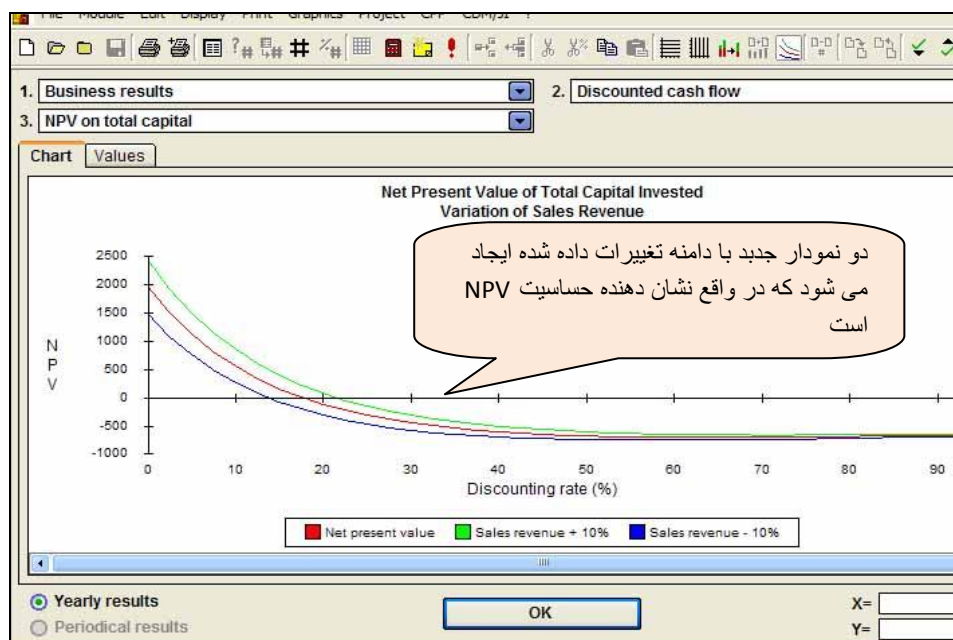 File Module Edit Display Print Graphics Project CFF CDM/JI ?
1. Business results
2. Discounted cash flow
3. NPV on total capital
Chart Values
Net Present Value of Total Capital Invested
Variation of Sales Revenue
دو نمودار جدبد با دامنه تغییرات داده شده ایجاد
می شود که در واقع نشان دهنده حساسیت NPV
است
2500
2000
1500
1000
500
0
-500
-1000
N
P
V
0 10 20 30 40 50 60 70 80 90
Discounting rate (%)
Net present value Sales revenue + 10% Sales revenue - 10%
Yearly results
Periodical results
OK
X=
Y=